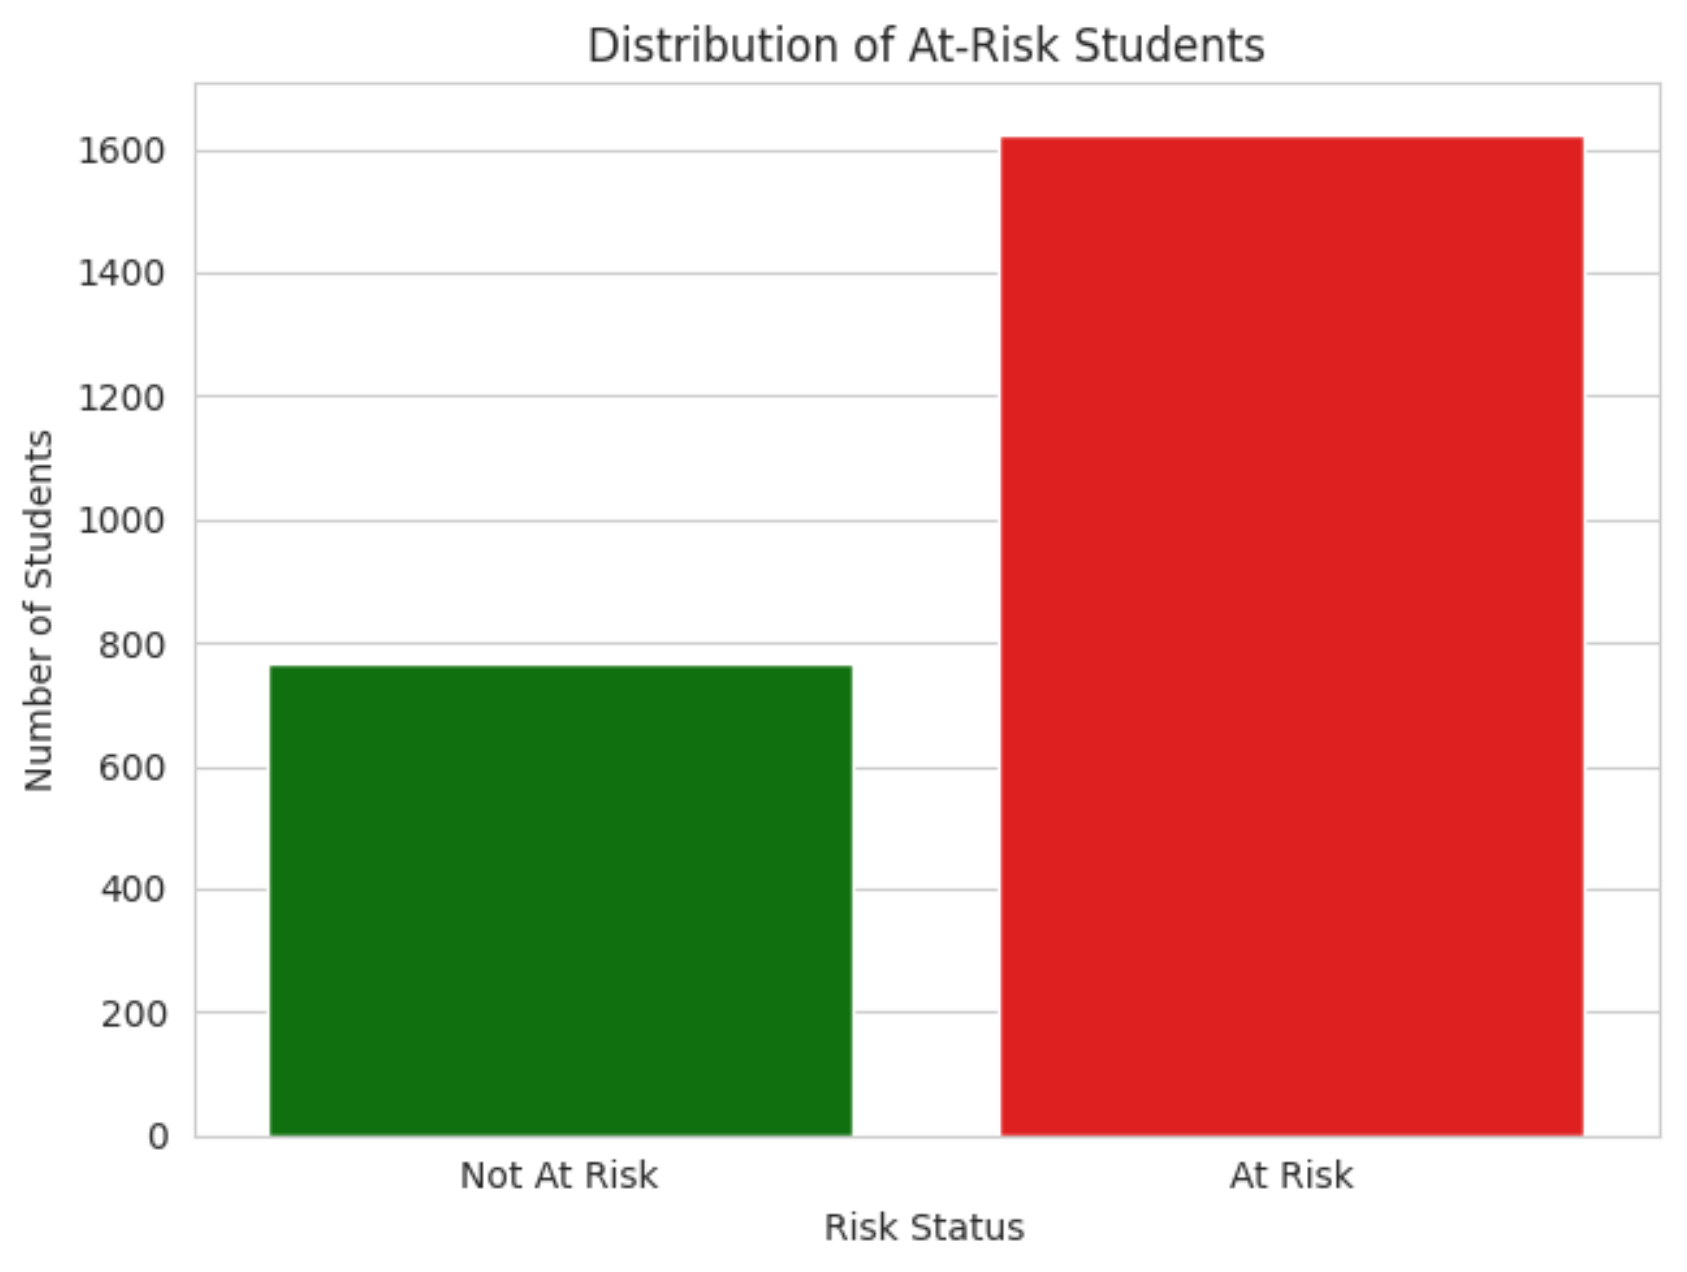 Distribution of At-Risk Students
Number of Students
1600
1400
1200
1000
800
600
400
200
0
Not At Risk
At Risk
Risk Status